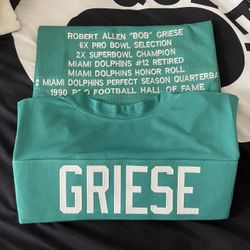 ROBERT ALLEN "BOB" GRIESE
6X PRO BOWL SELECTION
2X SUPERBOWL CHAMPION
MIAMI DOLPHINS #12 RETIRED
MIAMI DOLPHINS HONOR ROLL
MIAMI DOLPHINS PERFECT SEASON QUARTERBA
1990 PRO FOOTBALL HALL OF FAME
GRIESE